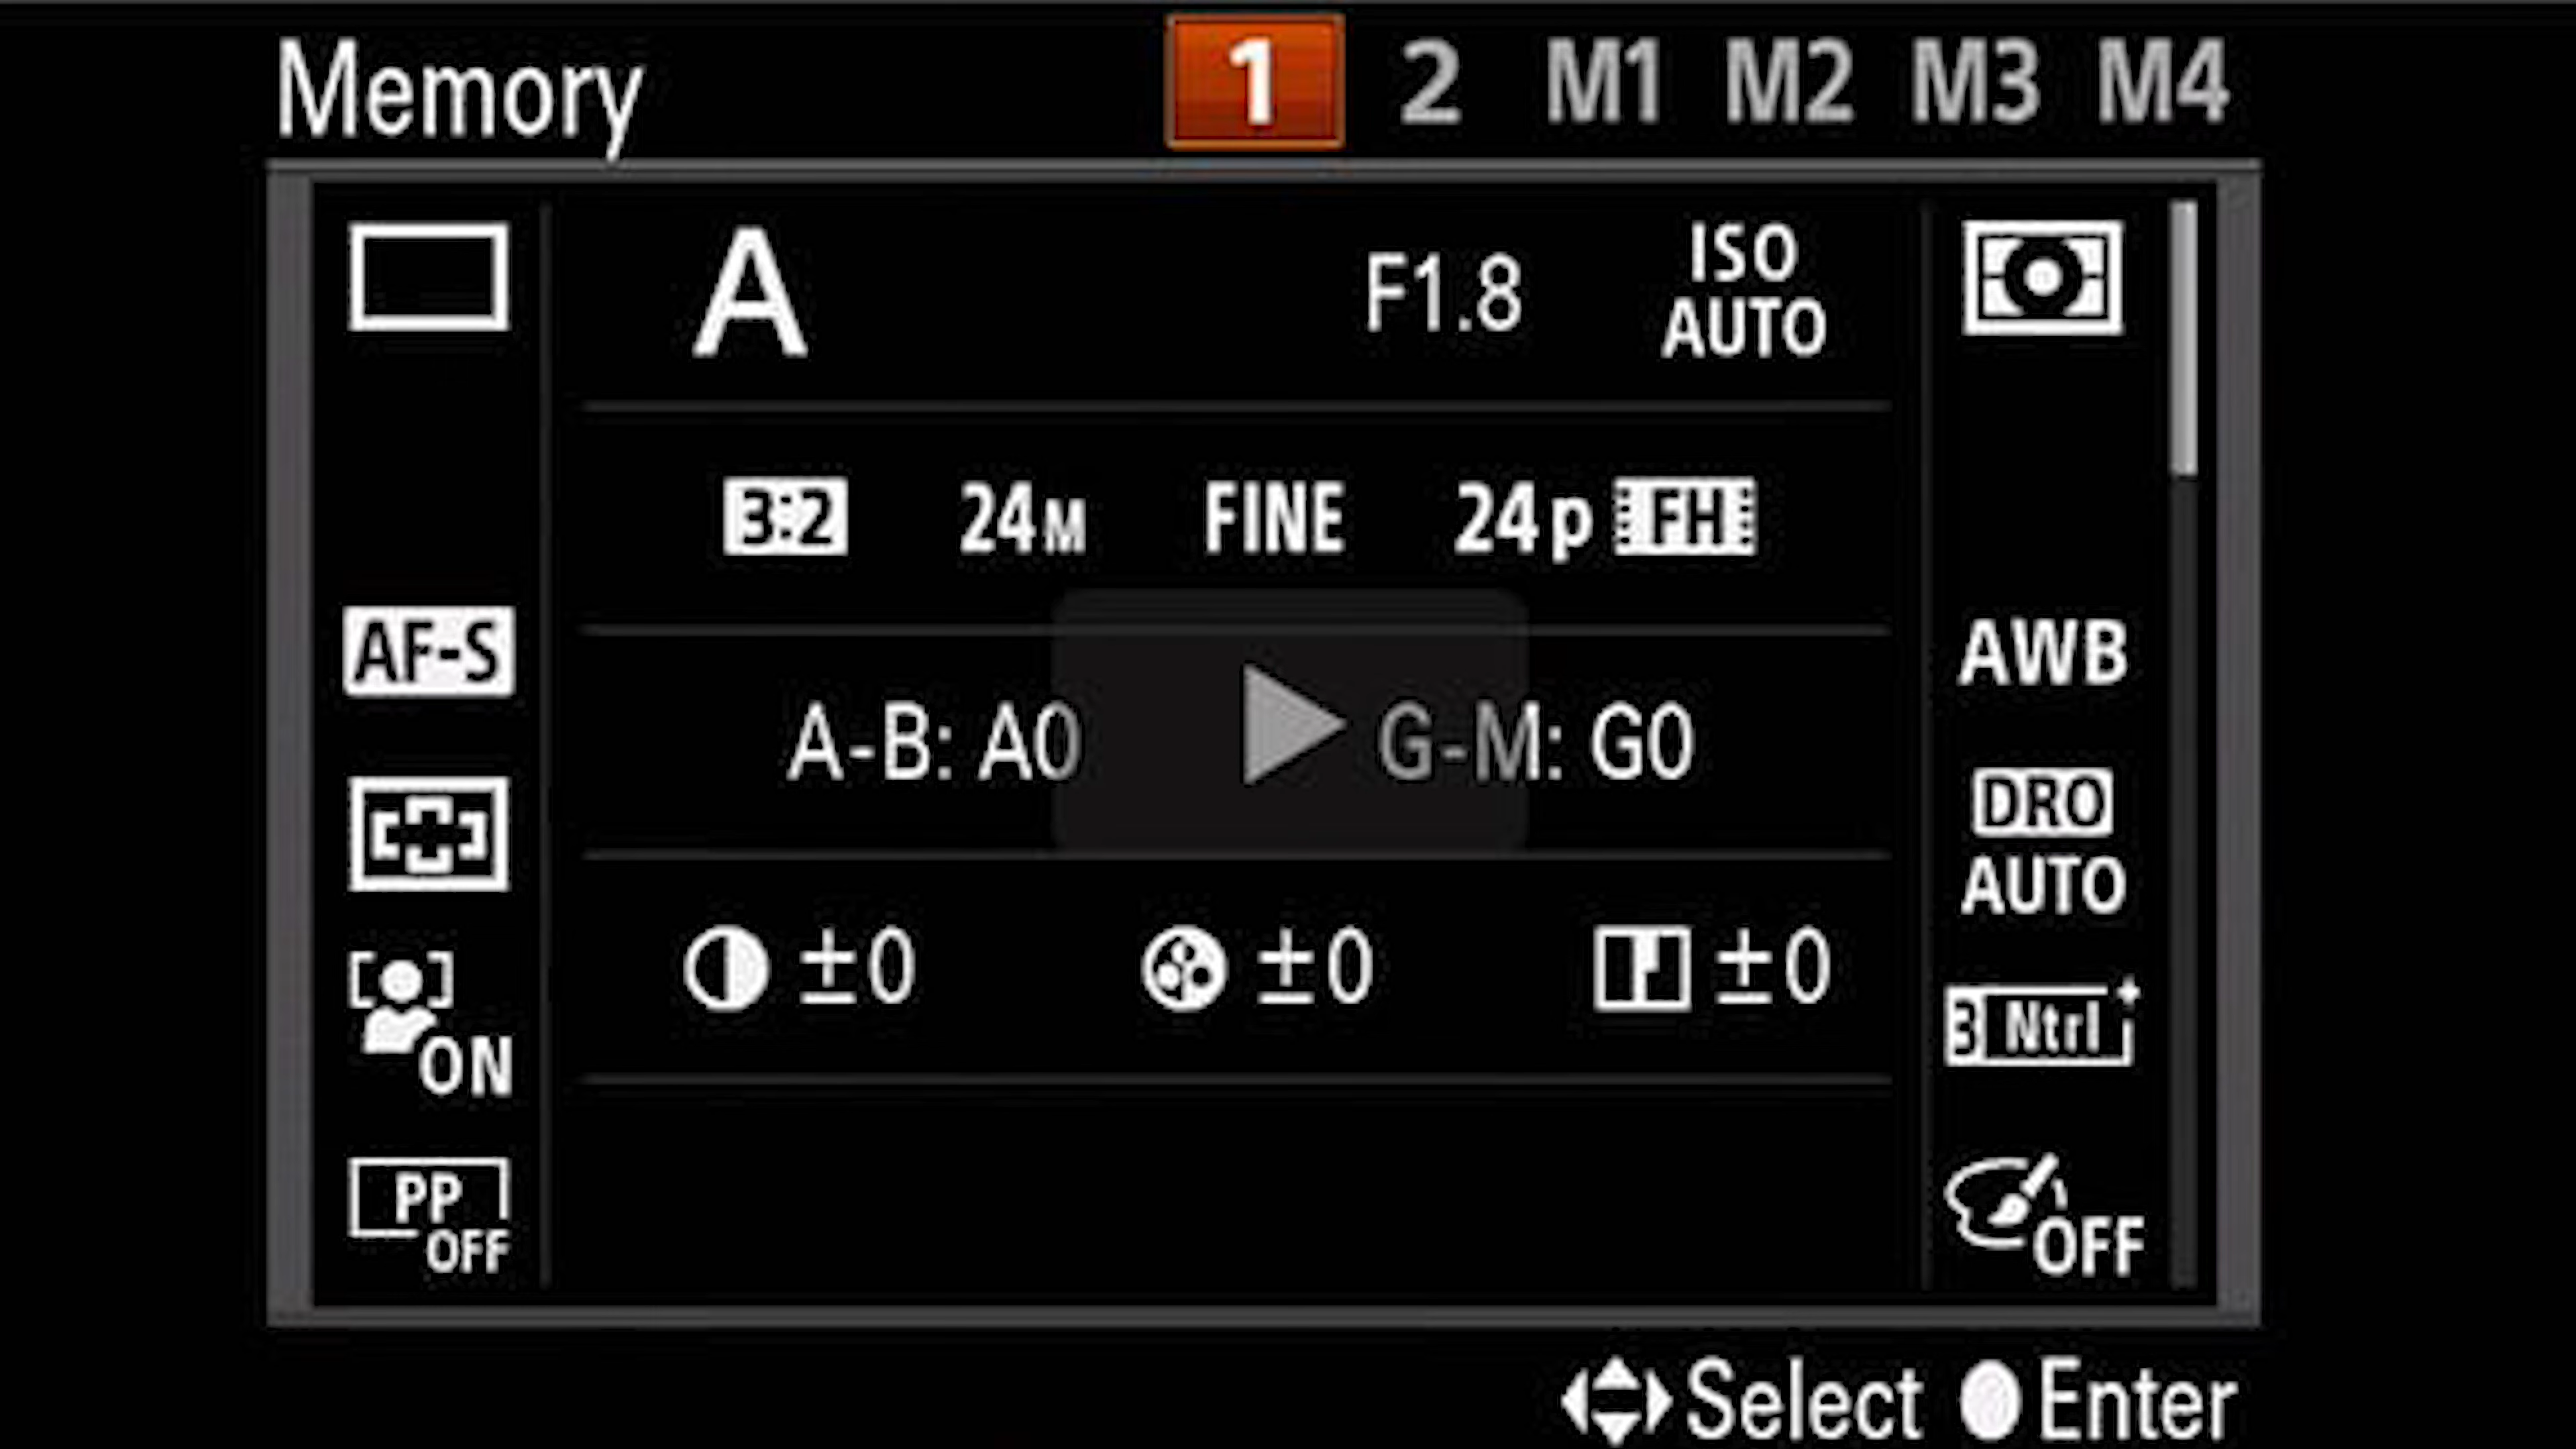 Memory 1 2 M1 M2 M3 M4
A F1.8 ISO AUTO
3:2 24M FINE 24p FH
AF-S AWB
A-B: A0 G-M: G0
DRO AUTO
±0 ±0 ±0
ON 3 Ntrl
PP OFF OFF
Select Enter